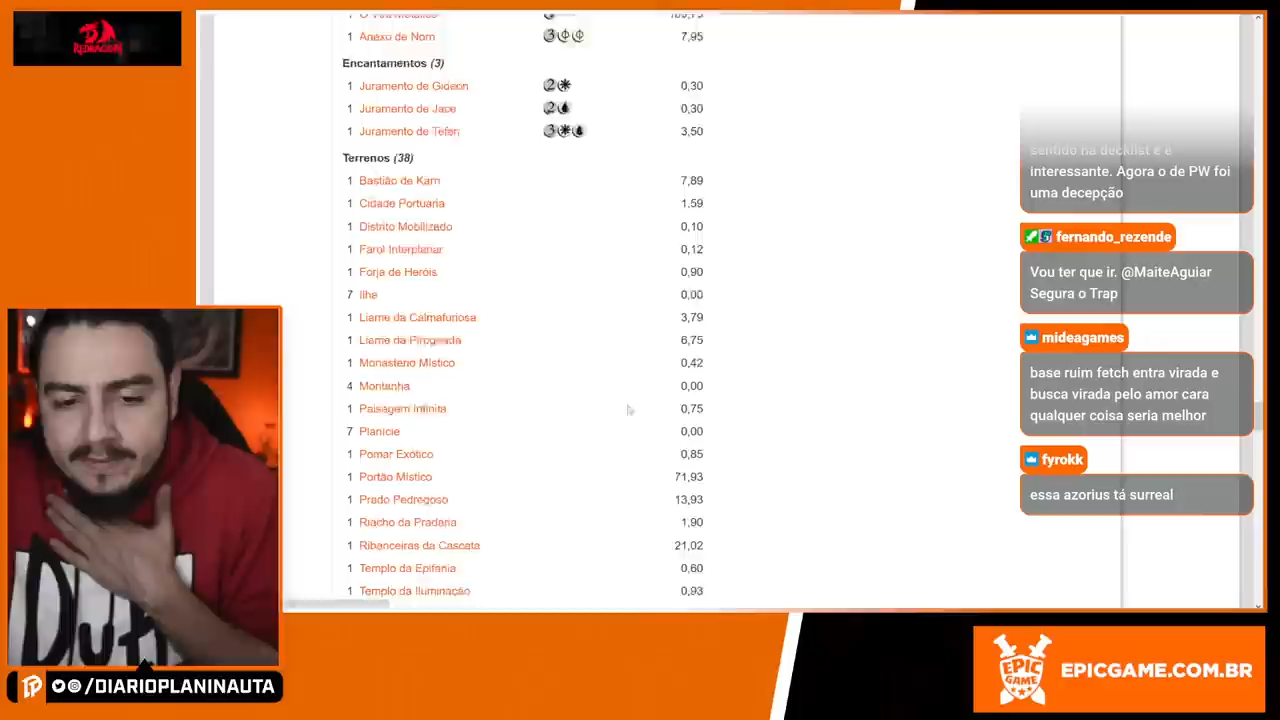 REDRAGON
1 Anexo de Nom 7,95
Encantamentos (3)
1 Juramento de Gideon 2 0,30
1 Juramento de Jace 2 0,30
1 Juramento de Teferi 3 3,50
Terrenos (38)
1 Bastião de Karn 7,89
1 Cidade Portuária 1,59
1 Distrito Mobilizado 0,10
1 Farol Interplanar 0,12
1 Forja de Heróis 0,90
7 Ilha 0,00
1 Liame da Calmafuriosa 3,79
1 Liame da 6,75
1 Monastério Místico 0,42
4 Montanha 0,00
1 Paisagem Infinita 0,75
7 Planície 0,00
1 Pomar Exótico 0,85
1 Portão Místico 71,93
1 Prado Pedregoso 13,93
1 Riacho da Pradaria 1,90
1 Ribanceiras da Cascata 21,02
1 Templo da Epifania 0,60
1 Templo da Iluminação 0,93
sentido na decklist e é
interessante. Agora o de PW foi
uma decepção
fernando_rezende
Vou ter que ir. @MaiteAguiar
Segura o Trap
mideagames
base ruim fetch entra virada e
busca virada pelo amor cara
qualquer coisa seria melhor
fyrokk
essa azorius tá surreal
DUFF
/DIARIOPLANINAUTA
EPIC
GAME
EPICGAME.COM.BR